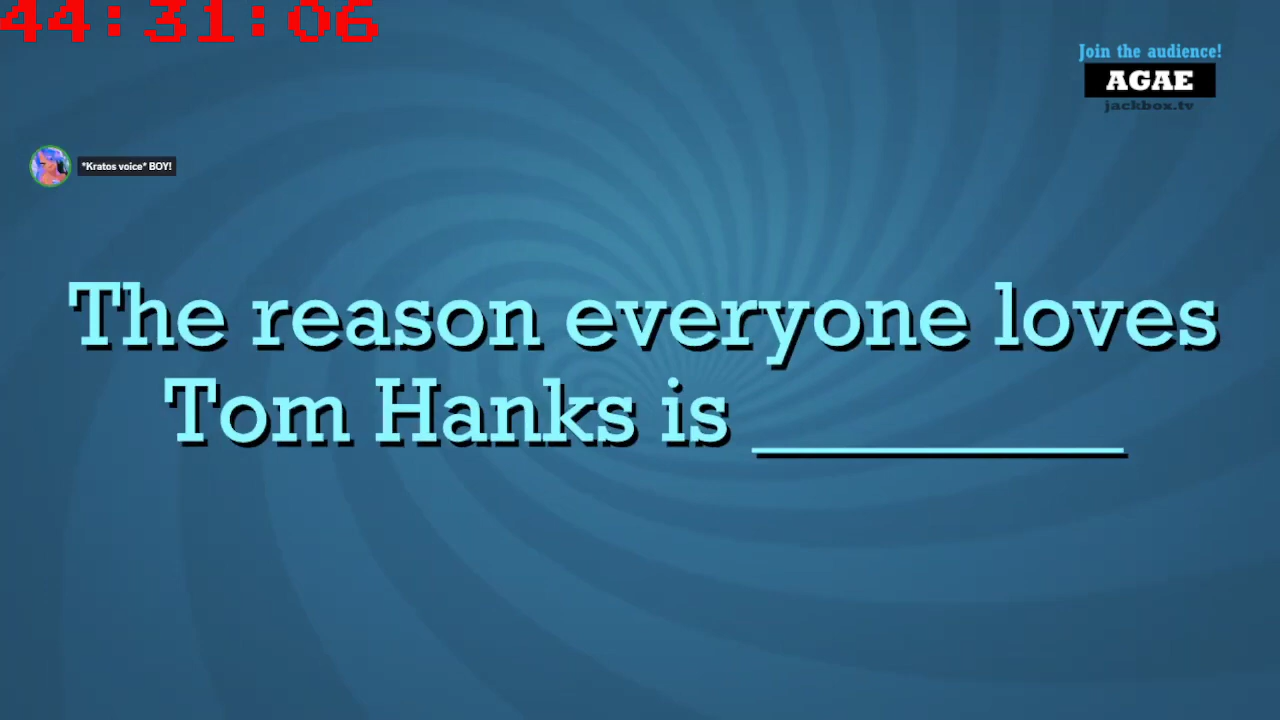 44:31:06
Join the audience!
AGAE
jackbox.tv
*Kratos voice* BOY!
The reason everyone loves
Tom Hanks is ________